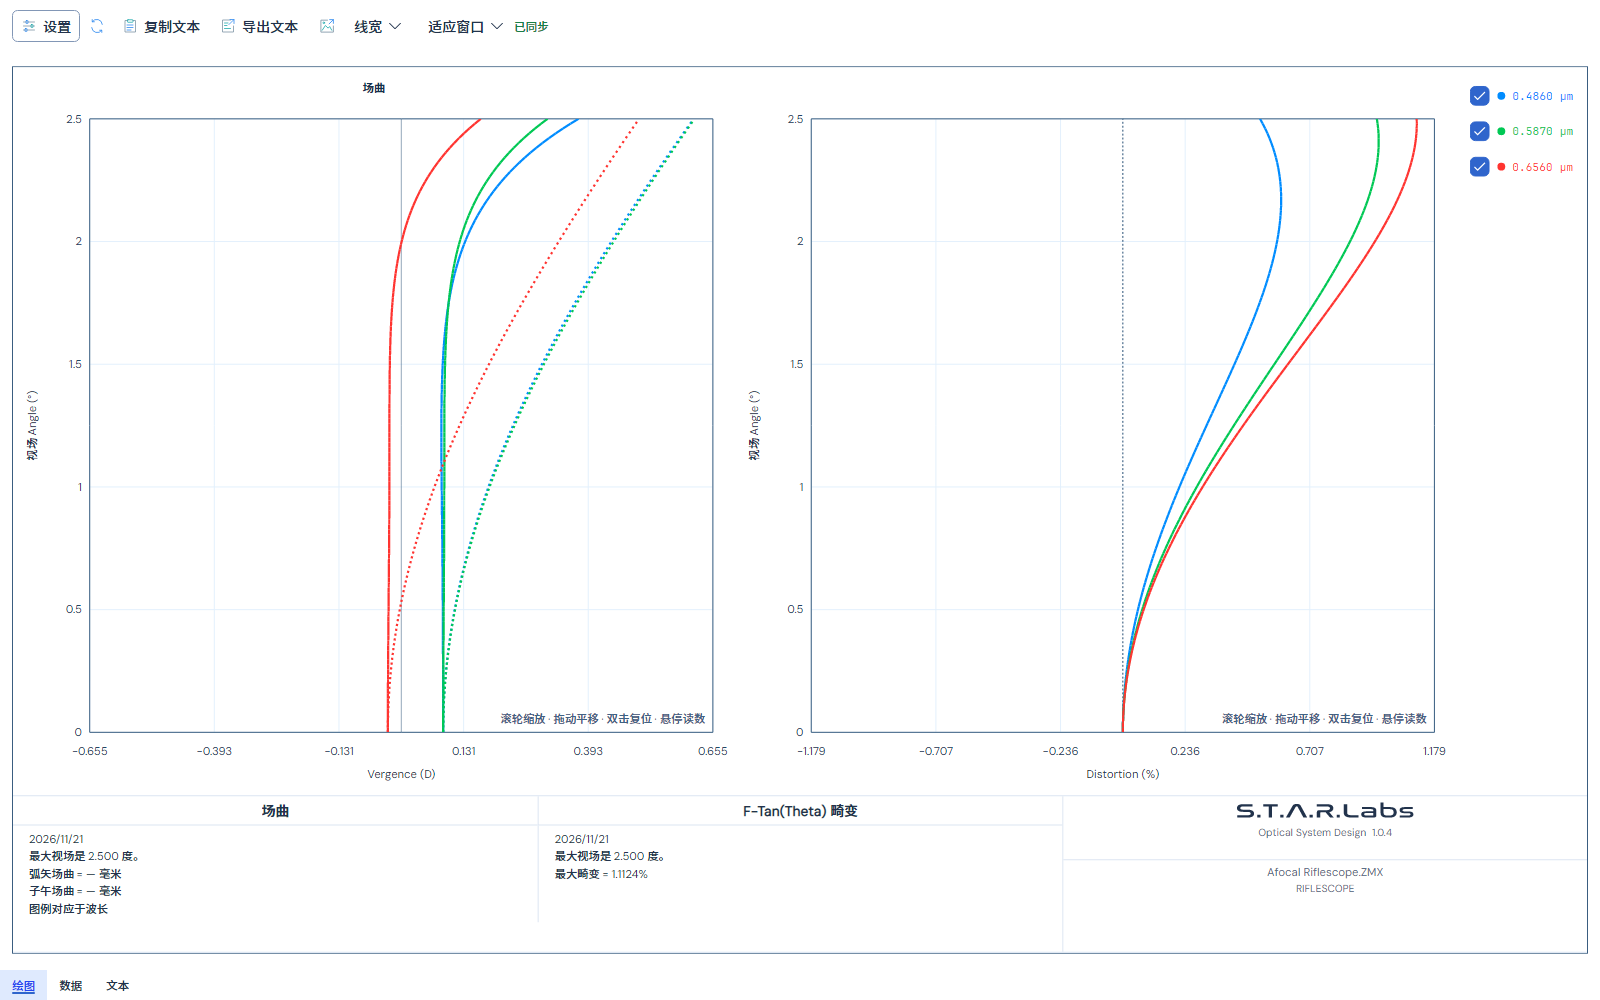 设置 复制文本 导出文本 线宽 适应窗口 已同步
场曲
0.4860 µm
0.5870 µm
0.6560 µm
2.5
2
1.5
1
0.5
0
视场 Angle (°)
滚轮缩放 · 拖动平移 · 双击复位 · 悬停读数
-0.655 -0.393 -0.131 0.131 0.393 0.655
Vergence (D)
2.5
2
1.5
1
0.5
0
视场 Angle (°)
滚轮缩放 · 拖动平移 · 双击复位 · 悬停读数
-1.179 -0.707 -0.236 0.236 0.707 1.179
Distortion (%)
场曲
2026/11/21
最大视场是 2.500 度。
弧矢场曲 = — 毫米
子午场曲 = — 毫米
图例对应于波长
F-Tan(Theta) 畸变
2026/11/21
最大视场是 2.500 度。
最大畸变 = 1.1124%
S.T.A.R.Labs
Optical System Design 1.0.4
Afocal Riflescope.ZMX
RIFLESCOPE
绘图 数据 文本